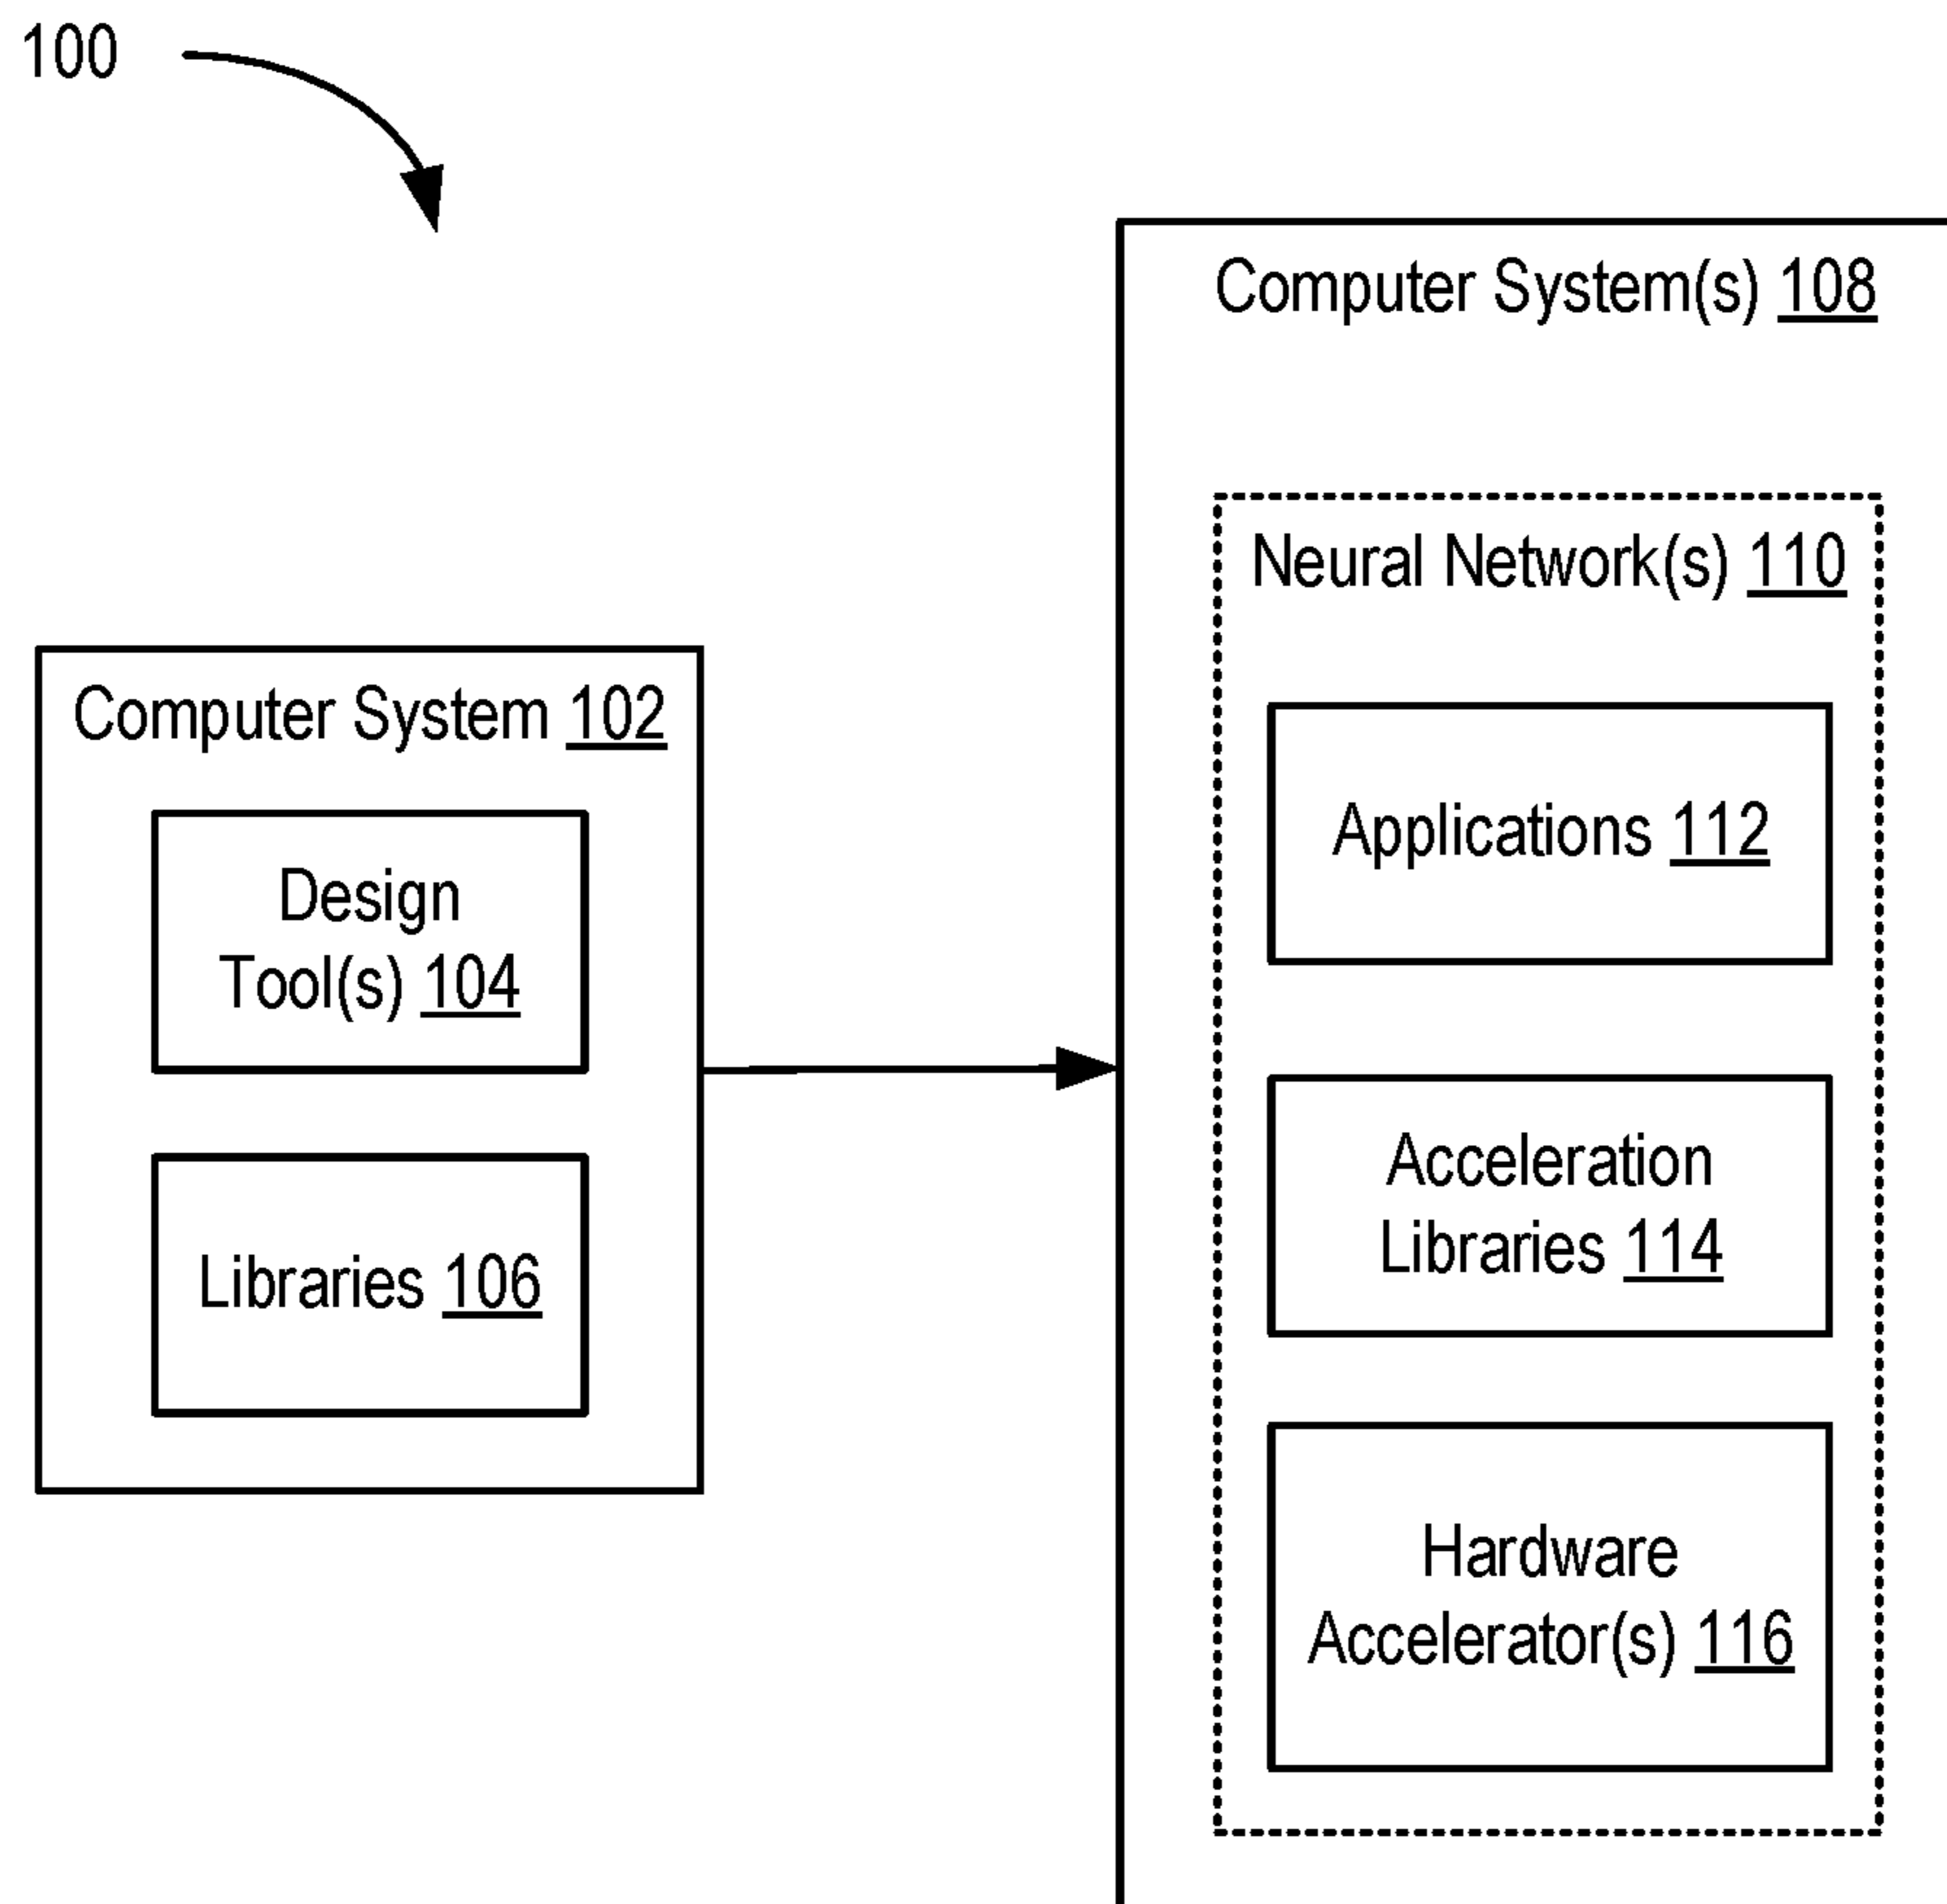 100
Computer System(s) 108
Neural Network(s) 110
Applications 112
Acceleration
Libraries 114
Hardware
Accelerator(s) 116
Computer System 102
Design
Tool(s) 104
Libraries 106